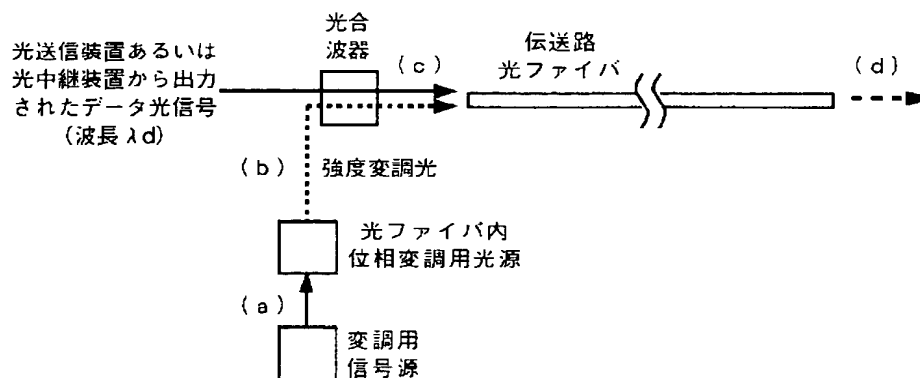 光送信装置あるいは
光中継装置から出力
されたデータ光信号
(波長λd)
光合
波器
(c)
伝送路
光ファイバ
(d)
(b)
強度変調光
光ファイバ内
位相変調用光源
(a)
変調用
信号源